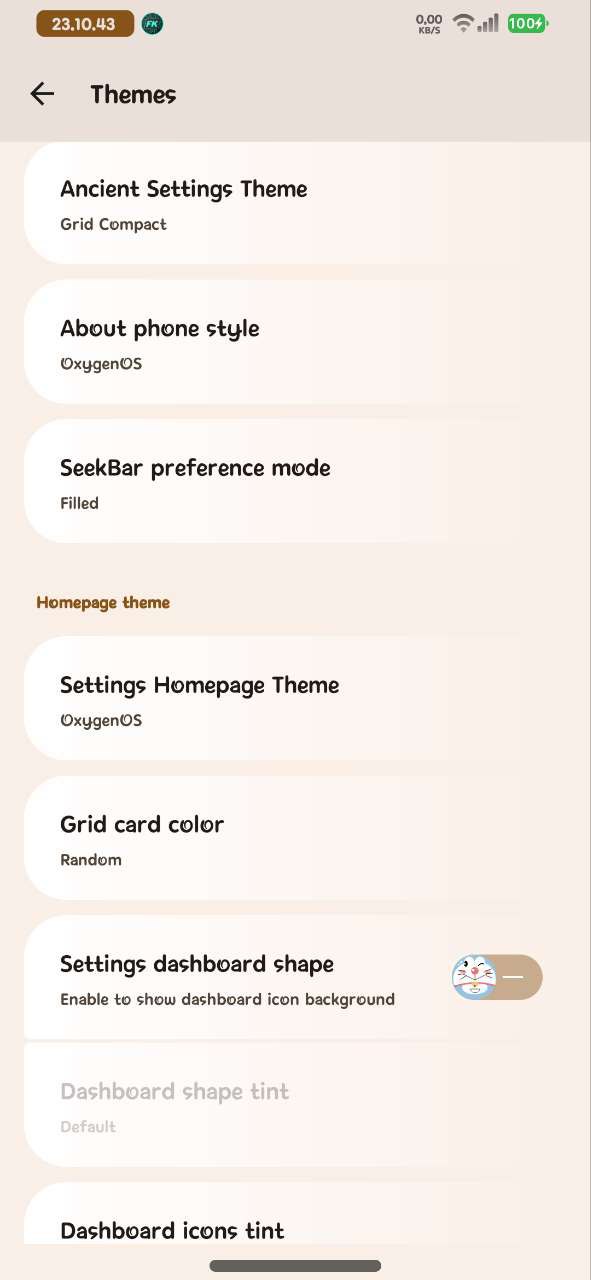 23.10.43
FK
0,00
KB/S
100
Themes
Ancient Settings Theme
Grid Compact
About phone style
OxygenOS
SeekBar preference mode
Filled
Homepage theme
Settings Homepage Theme
OxygenOS
Grid card color
Random
Settings dashboard shape
Enable to show dashboard icon background
Dashboard shape tint
Default
Dashboard icons tint